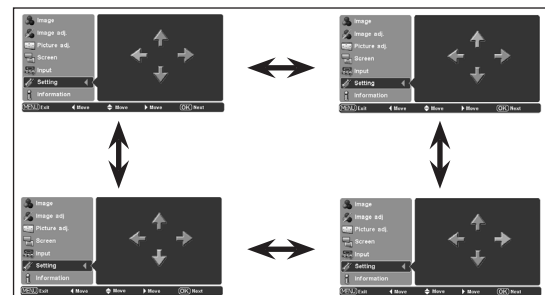 Image
Image adj.
Picture adj.
Screen
Input
Setting
Information
MENU Exit Move Move Move OK Next
Image
Image adj.
Picture adj.
Screen
Input
Setting
Information
MENU Exit Move Move Move OK Next
Image
Image adj.
Picture adj.
Screen
Input
Setting
Information
MENU Exit Move Move Move OK Next
Image
Image adj.
Picture adj.
Screen
Input
Setting
Information
MENU Exit Move Move Move OK Next